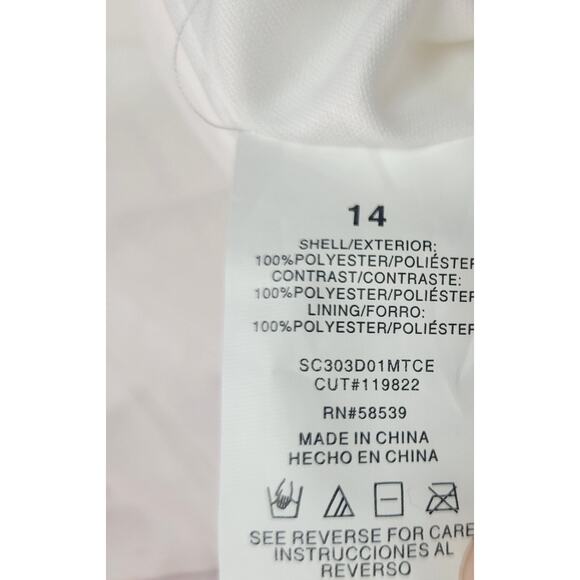 14
SHELL/EXTERIOR:
100%POLYESTER/POLIÉSTER
CONTRAST/CONTRASTE:
100%POLYESTER/POLIÉSTER
LINING/FORRO:
100%POLYESTER/POLIÉSTER
SC303D01MTCE
CUT#119822
RN#58539
MADE IN CHINA
HECHO EN CHINA
SEE REVERSE FOR CARE
INSTRUCCIONES AL
REVERSO